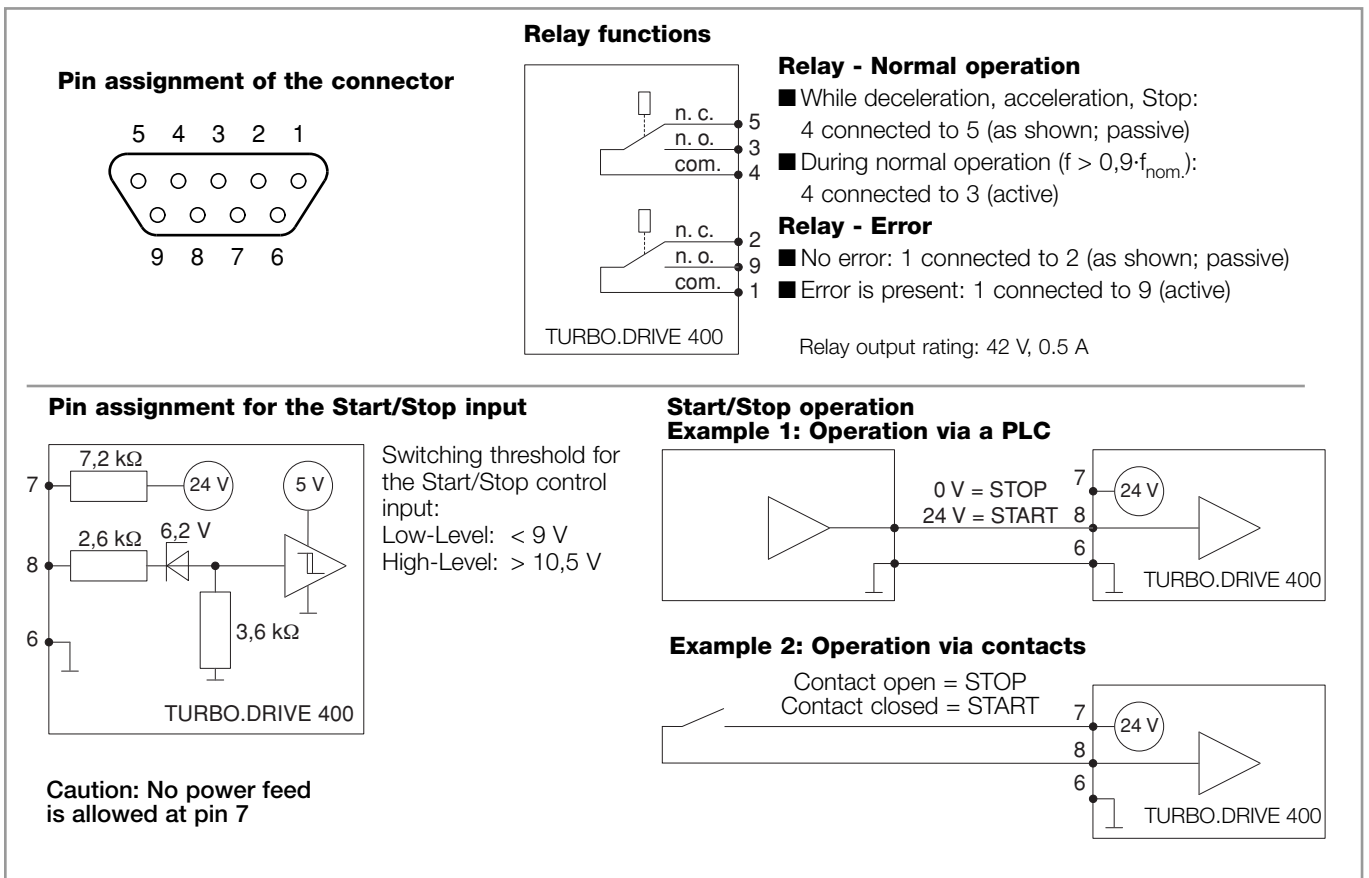 Pin assignment of the connector
5 4 3 2 1
9 8 7 6
Relay functions
n. c.
5
n. o.
3
com.
4
n. c.
2
n. o.
9
com.
1
TURBO.DRIVE 400
Relay - Normal operation
■ While deceleration, acceleration, Stop:
4 connected to 5 (as shown; passive)
■ During normal operation (f > 0,9·fnom.):
4 connected to 3 (active)
Relay - Error
■ No error: 1 connected to 2 (as shown; passive)
■ Error is present: 1 connected to 9 (active)
Relay output rating: 42 V, 0.5 A
Pin assignment for the Start/Stop input
7,2 kΩ
7
24 V
5 V
2,6 kΩ
6,2 V
8
6
3,6 kΩ
TURBO.DRIVE 400
Switching threshold for
the Start/Stop control
input:
Low-Level: < 9 V
High-Level: > 10,5 V
Caution: No power feed
is allowed at pin 7
Start/Stop operation
Example 1: Operation via a PLC
0 V = STOP
24 V = START
7
24 V
8
6
TURBO.DRIVE 400
Example 2: Operation via contacts
Contact open = STOP
Contact closed = START
7
24 V
8
6
TURBO.DRIVE 400